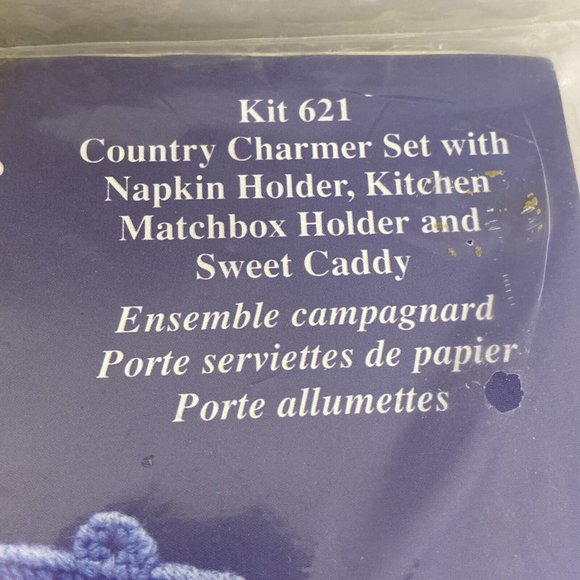 Kit 621
Country Charmer Set with
Napkin Holder, Kitchen
Matchbox Holder and
Sweet Caddy
Ensemble campagnard
Porte serviettes de papier
Porte allumettes